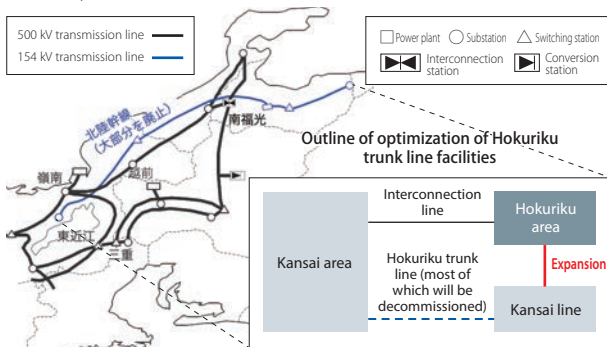 500 kV transmission line
154 kV transmission line
Power plant
Substation
Switching station
Interconnection
station
Conversion
station
北陸幹線
(大部分を廃止)
南福光
嶺南
越前
東近江
三重
Outline of optimization of Hokuriku
trunk line facilities
Kansai area
Interconnection
line
Hokuriku
area
Hokuriku trunk
line (most of
which will be
decommissioned)
Expansion
Kansai line